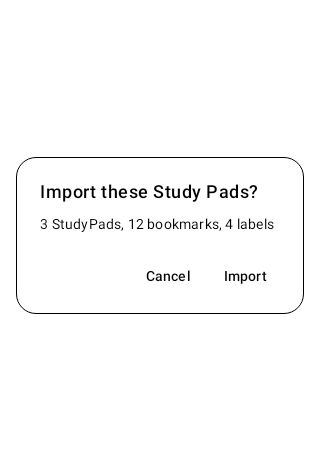 Import these Study Pads?
3 StudyPads, 12 bookmarks, 4 labels
Cancel Import